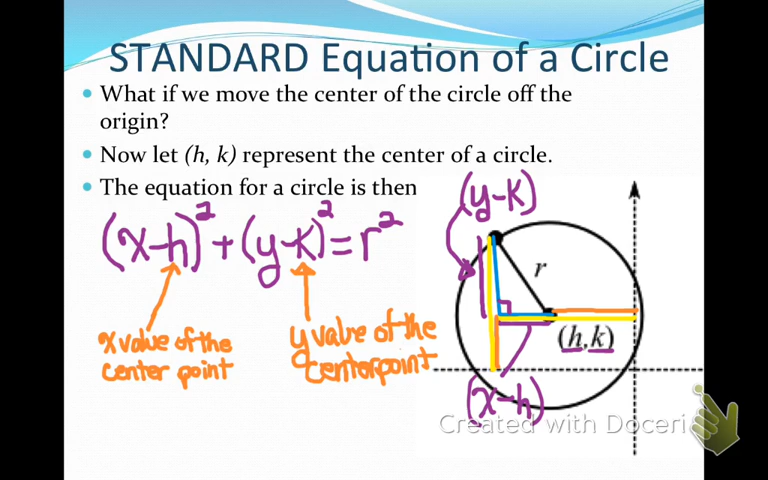 STANDARD Equation of a Circle
• What if we move the center of the circle off the
origin?
• Now let (h, k) represent the center of a circle.
• The equation for a circle is then
(y-k)
(x-h)² + (y-k)² = r²
r
x value of the
center point
y value of the
centerpoint
(h,k)
(x-h)
Created with Doceri